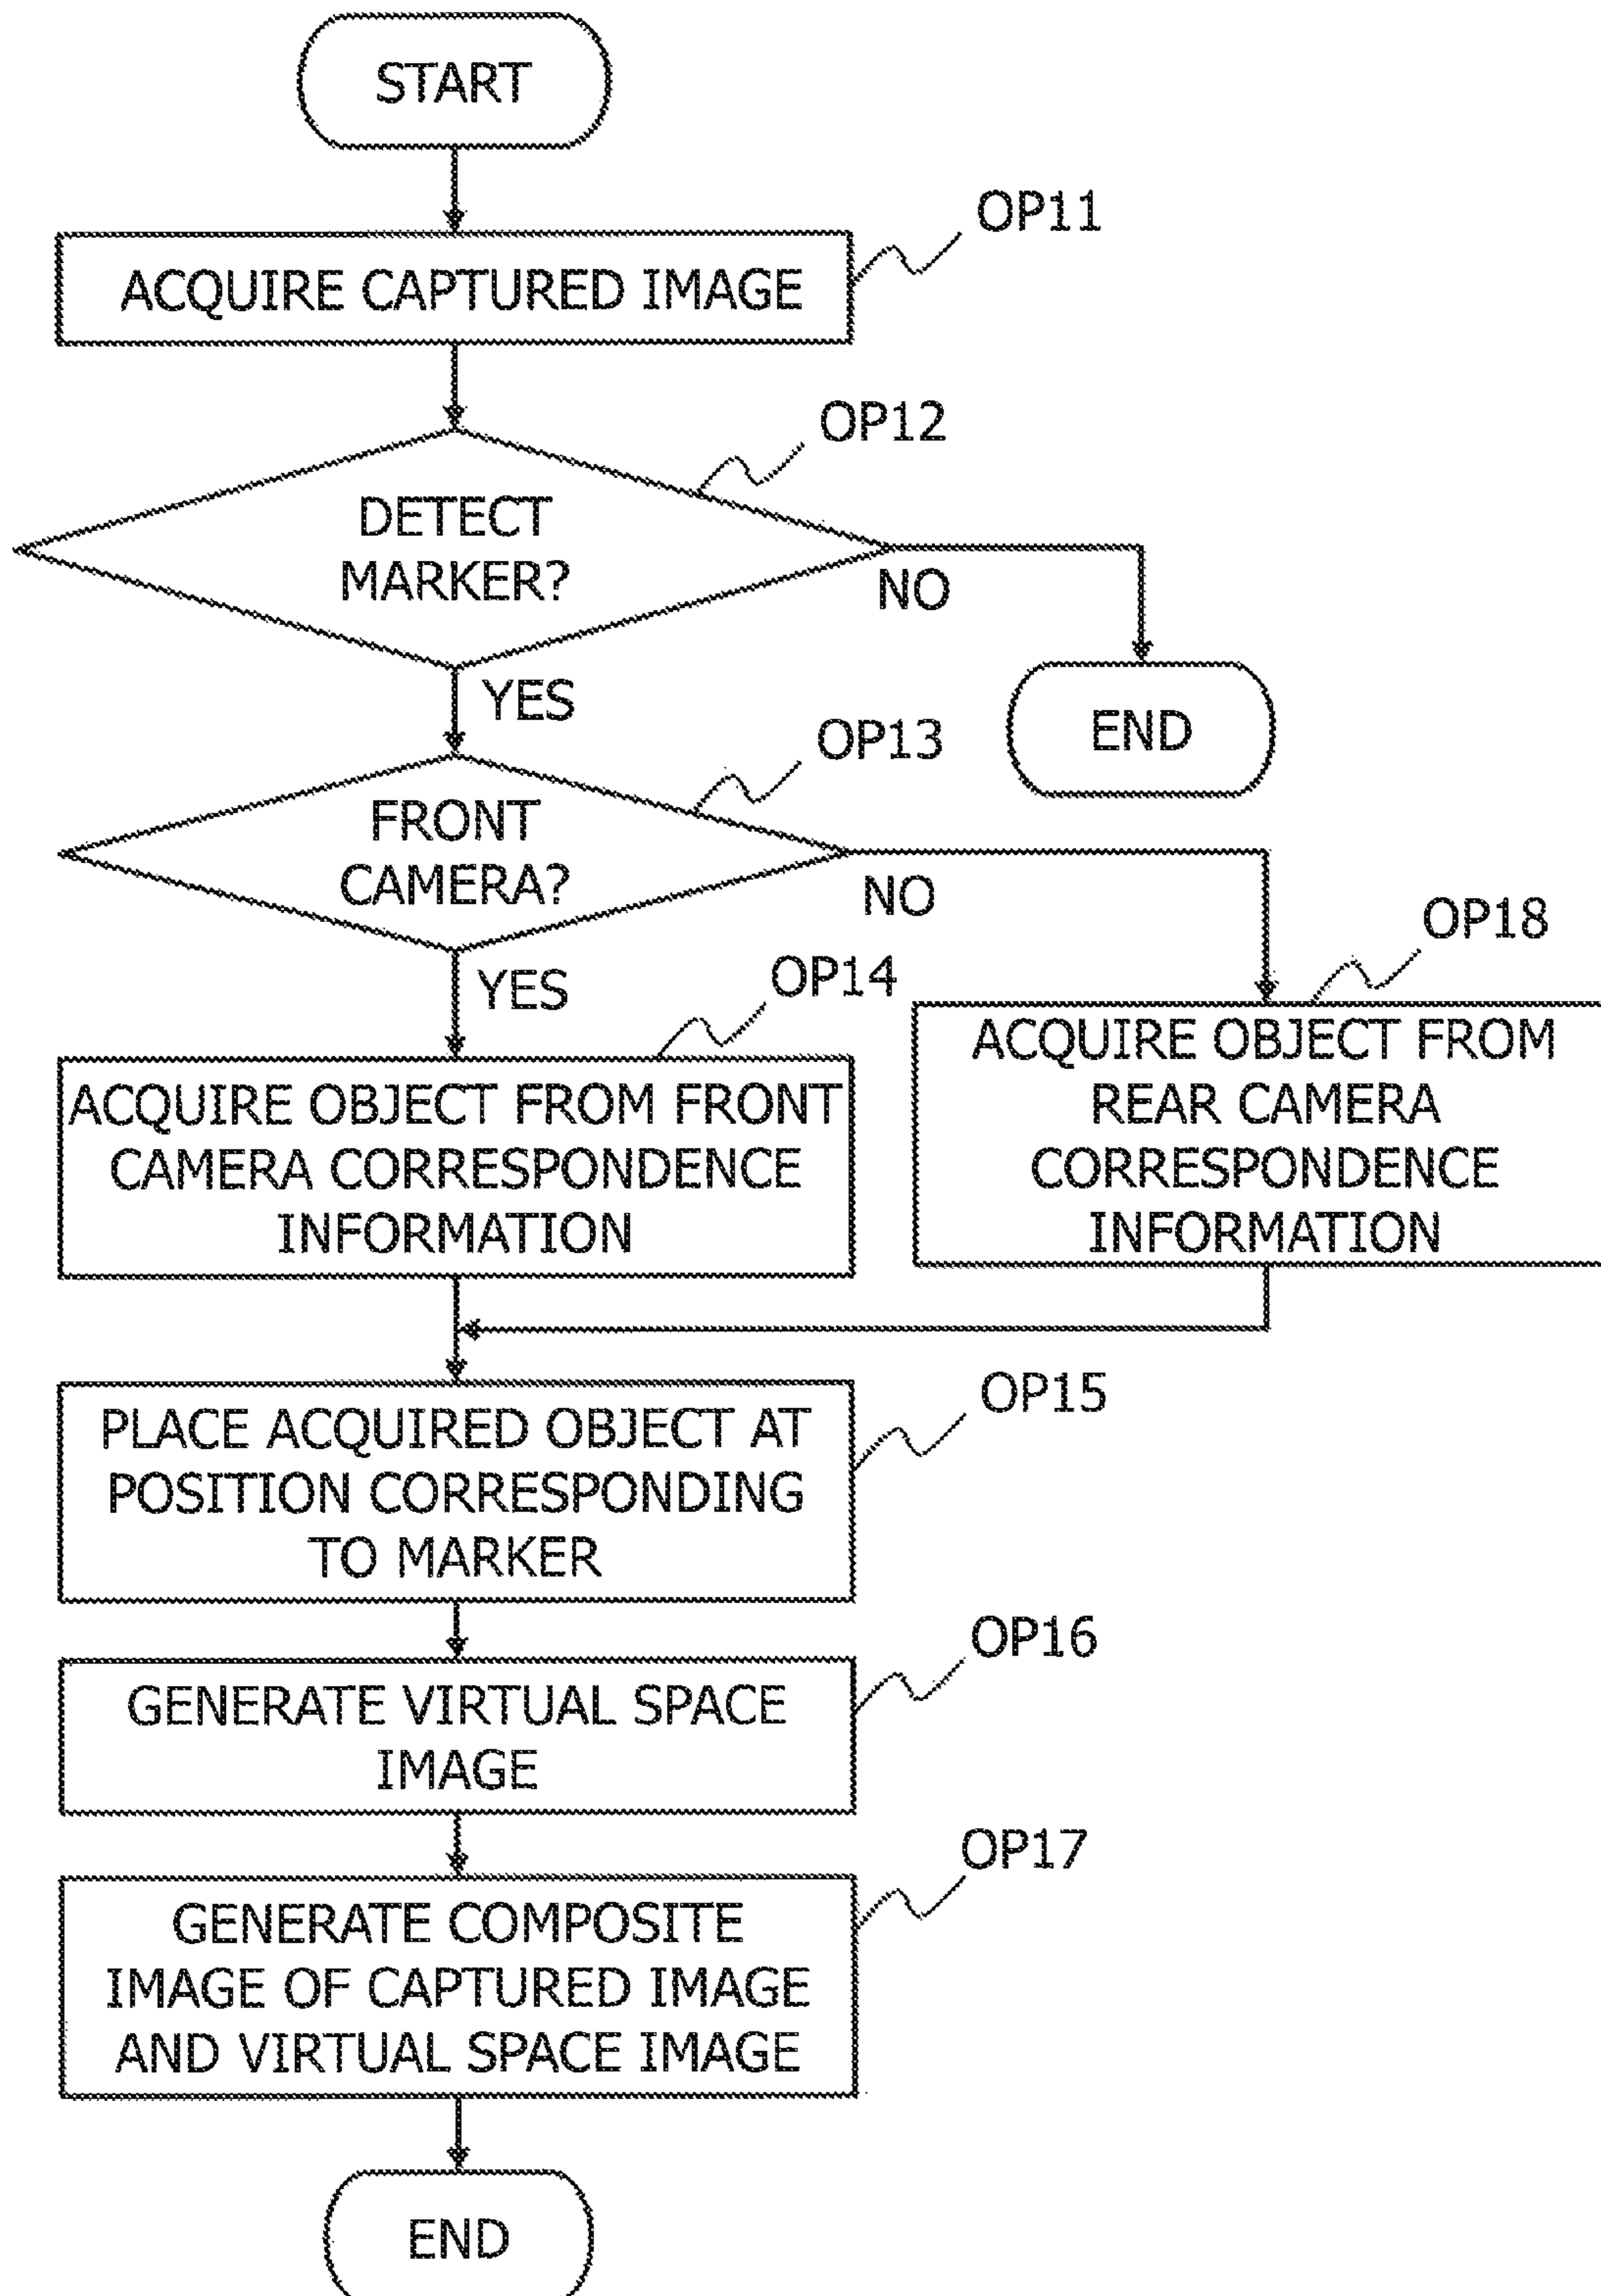 START
OP11
ACQUIRE CAPTURED IMAGE
OP12
DETECT
MARKER?
NO
YES
END
OP13
FRONT
CAMERA?
NO
YES
OP14
OP18
ACQUIRE OBJECT FROM FRONT
CAMERA CORRESPONDENCE
INFORMATION
ACQUIRE OBJECT FROM
REAR CAMERA
CORRESPONDENCE
INFORMATION
OP15
PLACE ACQUIRED OBJECT AT
POSITION CORRESPONDING
TO MARKER
OP16
GENERATE VIRTUAL SPACE
IMAGE
OP17
GENERATE COMPOSITE
IMAGE OF CAPTURED IMAGE
AND VIRTUAL SPACE IMAGE
END